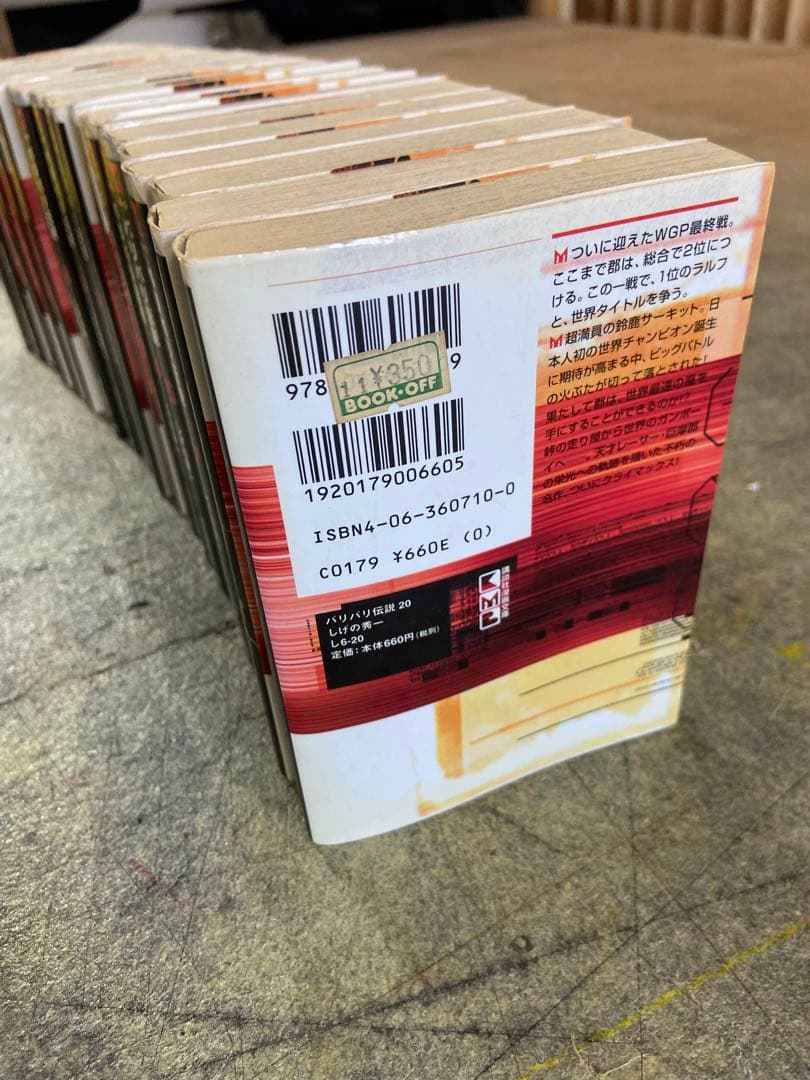 ついに迎えたWGP最終戦。
ここまで郡は、総合で2位につ
ける。この一戦で、1位のラルフ
と、世界タイトルを争う。
超満員の鈴鹿サーキット。日
本人初の世界チャンピオン誕生
に期待が高まる中、ビッグバトル
の火ぶたが切って落とされた!
果たして郡は、世界最速の座を
手にすることができるのか!?
峠の走り屋から世界のガンボー
イへ――。天才レーサー・巨摩郡
の栄光への軌跡を描いた不朽の
名作、ついにクライマックス!
978
9
11¥350
BOOK・OFF
1920179006605
ISBN4-06-360710-0
C0179 ¥660E (0)
バリバリ伝説 20
しげの秀一
し6-20
定価:本体660円(税別)
KMC
講談社漫画文庫